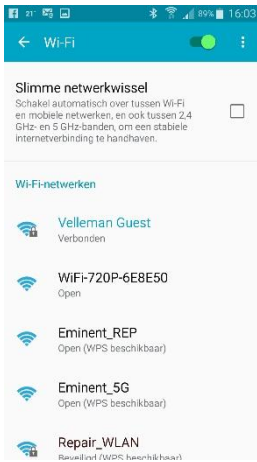 21° 89% 16:03
Wi-Fi
Slimme netwerkwissel
Schakel automatisch over tussen Wi-Fi
en mobiele netwerken, en ook tussen 2,4
GHz- en 5 GHz-banden, om een stabiele
internetverbinding te handhaven.
Wi-Fi-netwerken
Velleman Guest
Verbonden
WiFi-720P-6E8E50
Open
Eminent_REP
Open (WPS beschikbaar)
Eminent_5G
Open (WPS beschikbaar)
Repair_WLAN
Beveiligd (WPS beschikbaar)